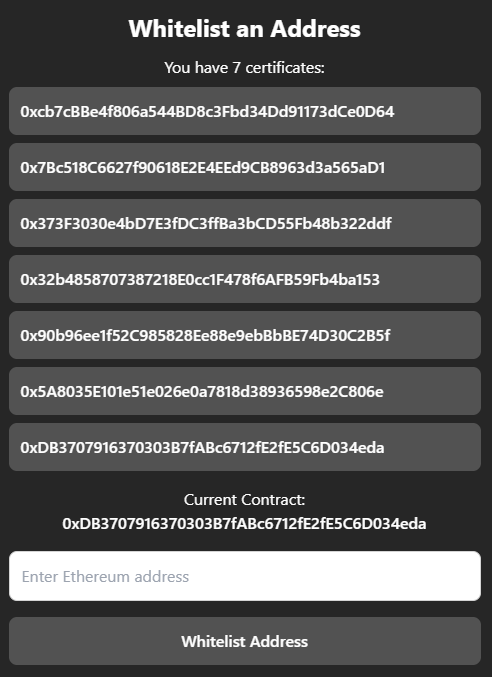 Whitelist an Address
You have 7 certificates:
0xcb7cBBe4f806a544BD8c3Fbd34Dd91173dCe0D64
0x7Bc518C6627f90618E2E4EEd9CB8963d3a565aD1
0x373F3030e4bD7E3fDC3ffBa3bCD55Fb48b322ddf
0x32b4858707387218E0cc1F478f6AFB59Fb4ba153
0x90b96ee1f52C985828Ee88e9ebBbBE74D30C2B5f
0x5A8035E101e51e026e0a7818d38936598e2C806e
0xDB3707916370303B7fABc6712fE2fE5C6D034eda
Current Contract:
0xDB3707916370303B7fABc6712fE2fE5C6D034eda
Enter Ethereum address
Whitelist Address